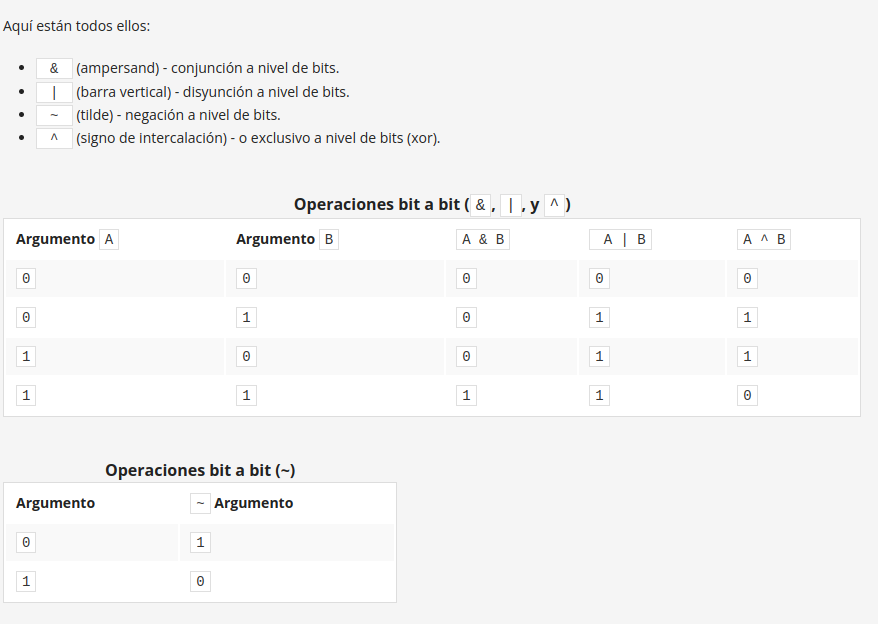 Aquí están todos ellos:
& (ampersand) - conjunción a nivel de bits.
| (barra vertical) - disyunción a nivel de bits.
~ (tilde) - negación a nivel de bits.
^ (signo de intercalación) - o exclusivo a nivel de bits (xor).
Operaciones bit a bit ( & , | , y ^ )
Argumento A Argumento B A & B A | B A ^ B
0 0 0 0 0
0 1 0 1 1
1 0 0 1 1
1 1 1 1 0
Operaciones bit a bit (~)
Argumento ~ Argumento
0 1
1 0